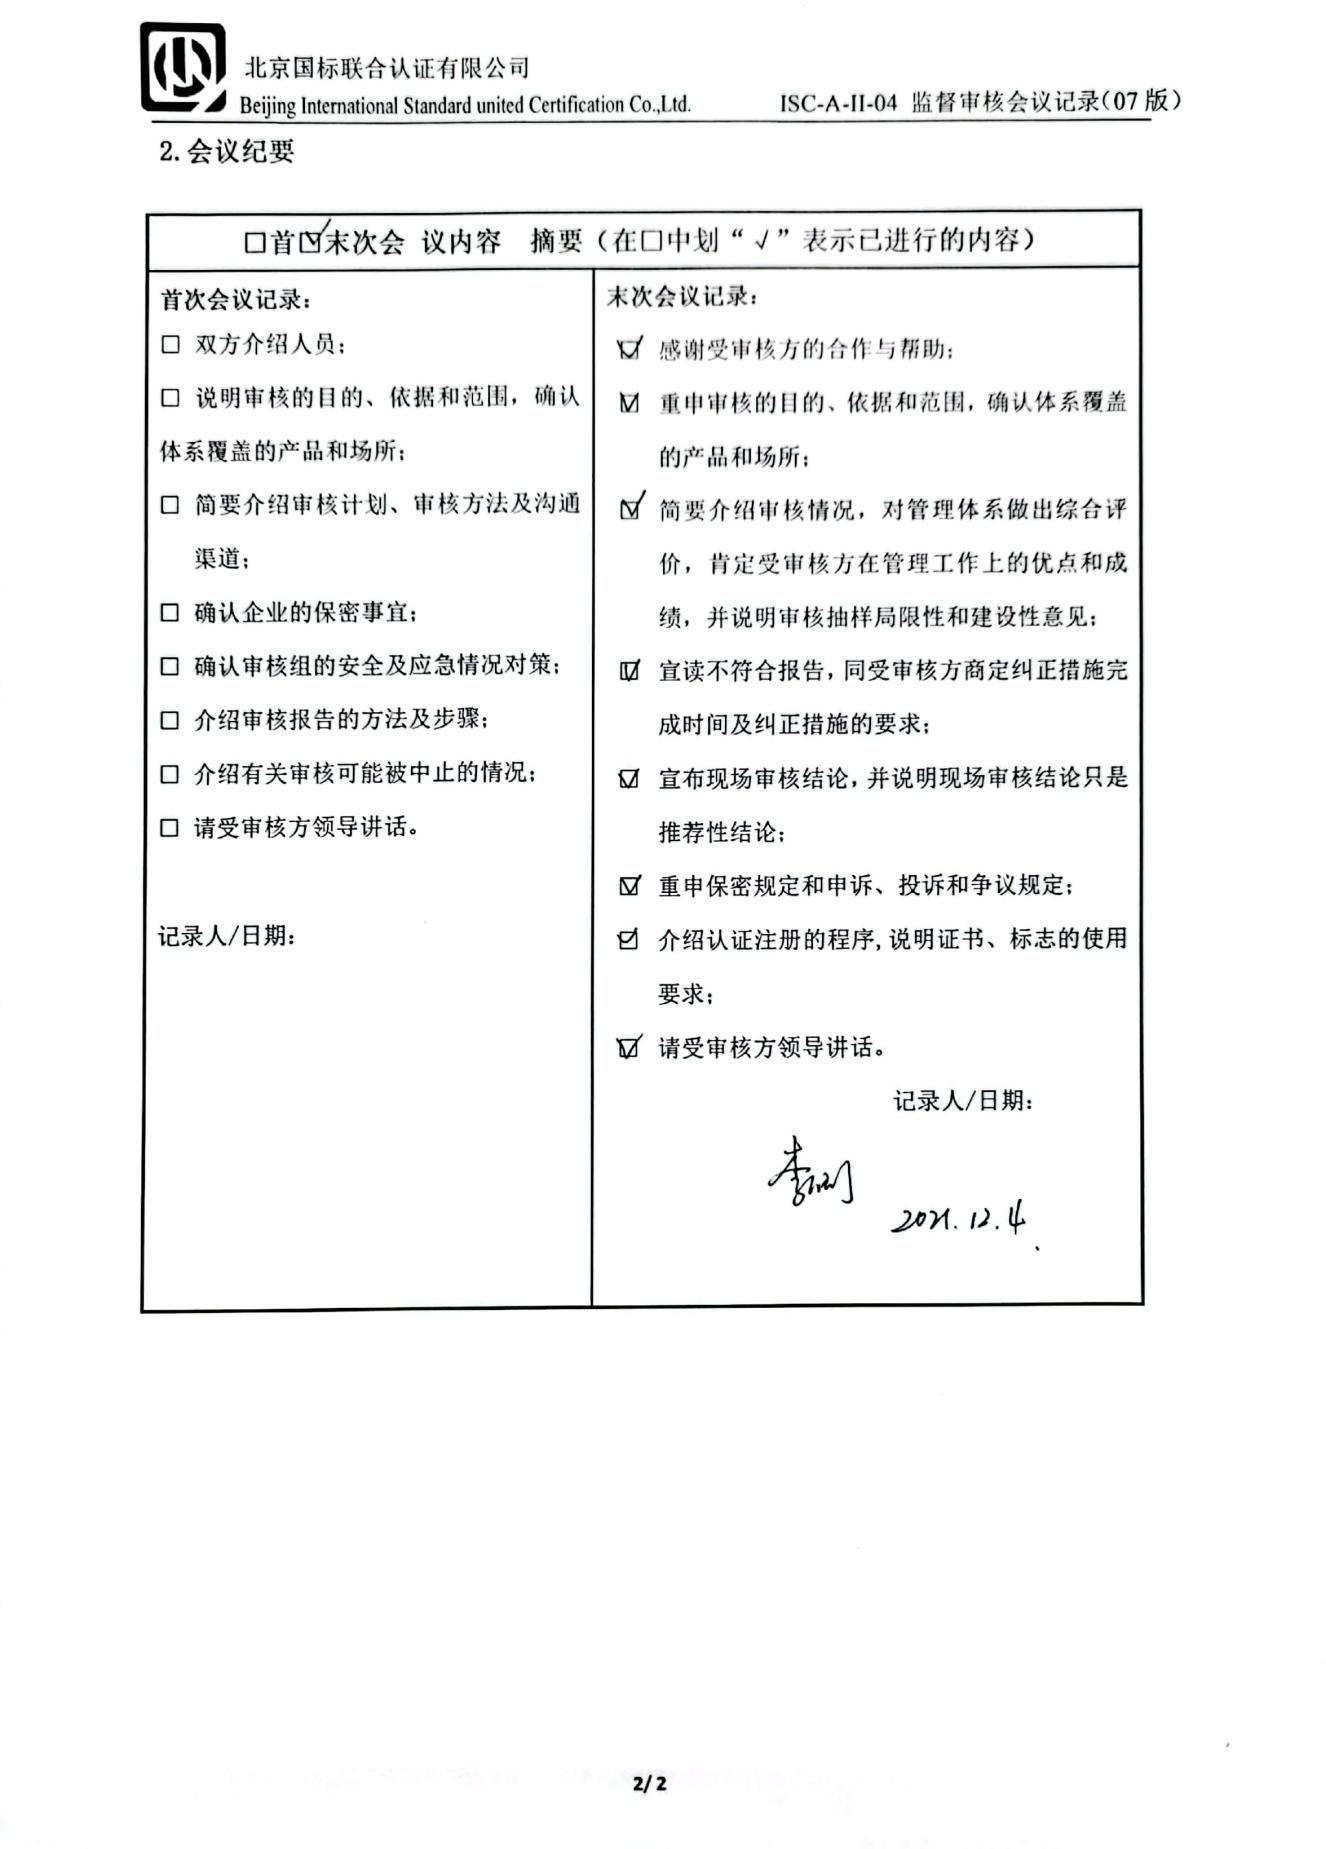 北京国标联合认证有限公司
Beijing International Standard united Certification Co.,Ltd.
ISC-A-II-04 监督审核会议记录(07 版)
2.会议纪要
□首☑末次会 议内容 摘要（在□中划“√”表示已进行的内容）
首次会议记录:
□ 双方介绍人员;
□ 说明审核的目的、依据和范围，确认
体系覆盖的产品和场所;
□ 简要介绍审核计划、审核方法及沟通
渠道;
□ 确认企业的保密事宜;
□ 确认审核组的安全及应急情况对策;
□ 介绍审核报告的方法及步骤;
□ 介绍有关审核可能被中止的情况;
□ 请受审核方领导讲话。
记录人/日期:
末次会议记录:
☑ 感谢受审核方的合作与帮助;
☑ 重申审核的目的、依据和范围，确认体系覆盖
的产品和场所;
☑ 简要介绍审核情况，对管理体系做出综合评
价，肯定受审核方在管理工作上的优点和成
绩，并说明审核抽样局限性和建设性意见;
☑ 宣读不符合报告，同受审核方商定纠正措施完
成时间及纠正措施的要求;
☑ 宣布现场审核结论，并说明现场审核结论只是
推荐性结论;
☑ 重申保密规定和申诉、投诉和争议规定;
☑ 介绍认证注册的程序,说明证书、标志的使用
要求;
☑ 请受审核方领导讲话。
记录人/日期:
李
2021.12.4
2/2